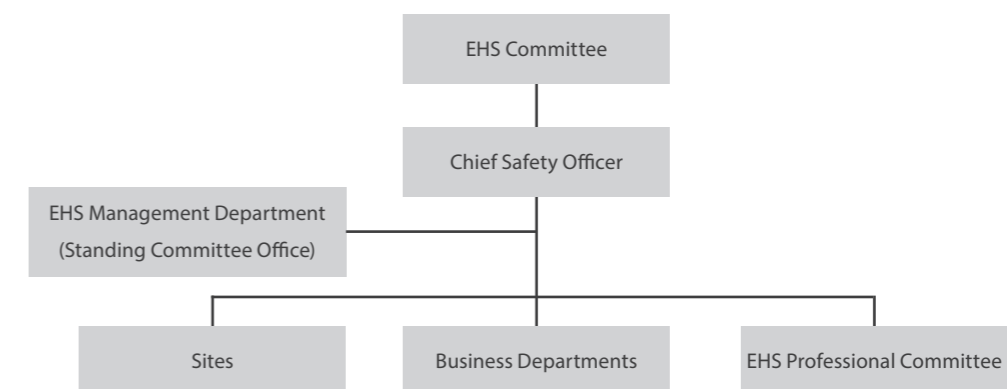 EHS Committee
Chief Safety Officer
EHS Management Department
(Standing Committee Office)
Sites
Business Departments
EHS Professional Committee